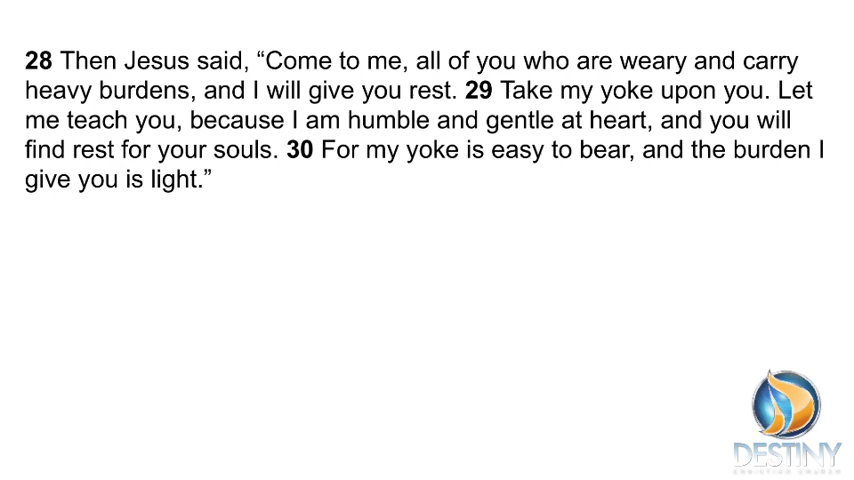 28 Then Jesus said, “Come to me, all of you who are weary and carry
heavy burdens, and I will give you rest. 29 Take my yoke upon you. Let
me teach you, because I am humble and gentle at heart, and you will
find rest for your souls. 30 For my yoke is easy to bear, and the burden I
give you is light.”
DESTINY
CHRISTIAN CHURCH